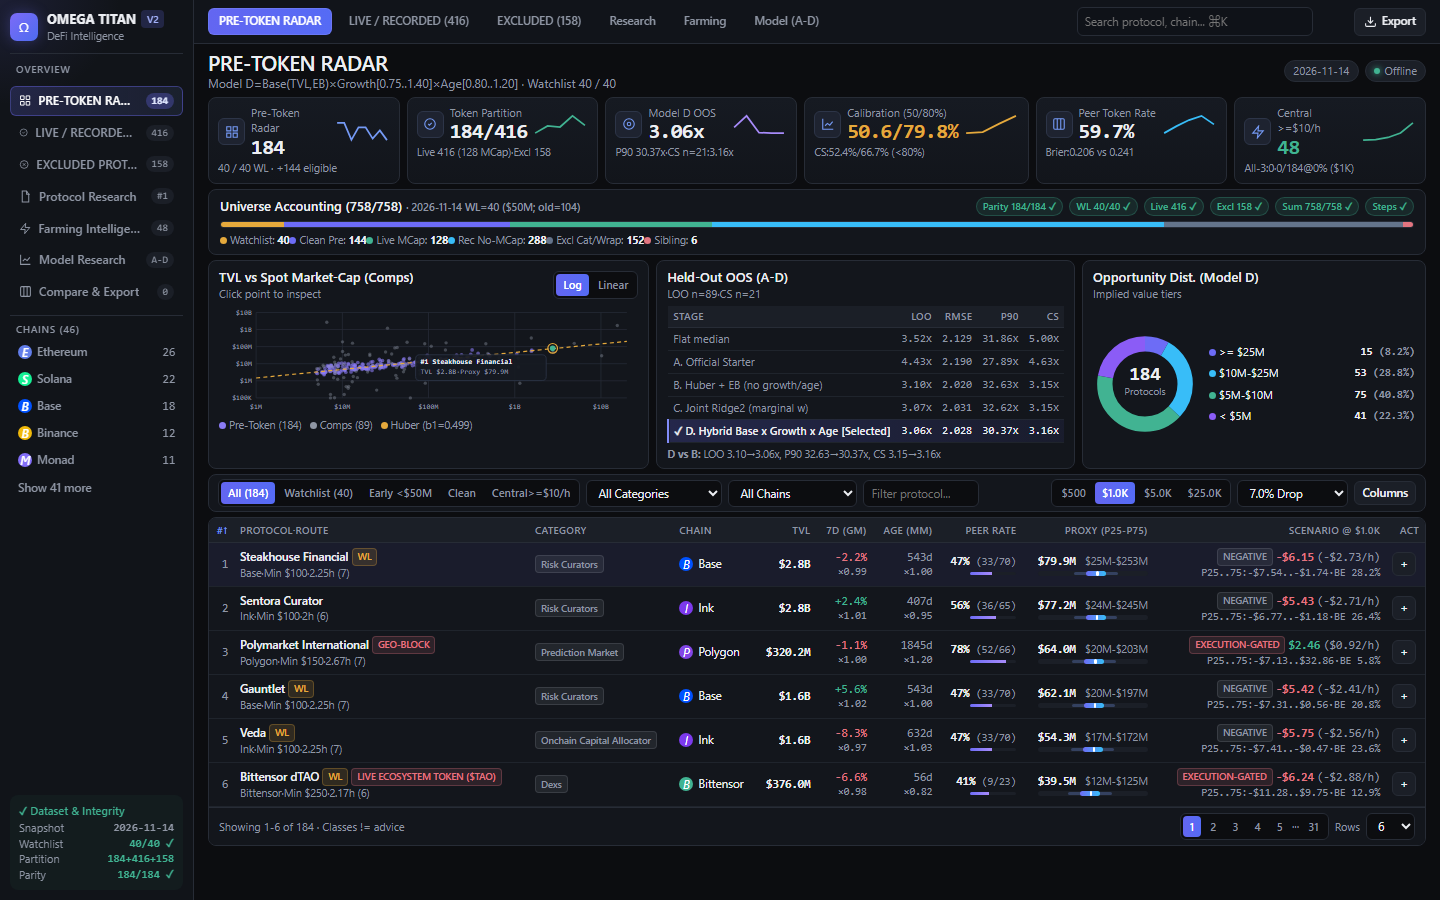 Ω
OMEGA TITAN V2
DeFi Intelligence
OVERVIEW
PRE-TOKEN RA... 184
LIVE / RECORDE... 416
EXCLUDED PROT... 158
Protocol Research #1
Farming Intellige... 48
Model Research A-D
Compare & Export 0
CHAINS (46)
E Ethereum 26
S Solana 22
B Base 18
B Binance 12
M Monad 11
Show 41 more
✓ Dataset & Integrity
Snapshot 2026-11-14
Watchlist 40/40 ✓
Partition 184+416+158
Parity 184/184 ✓
PRE-TOKEN RADAR LIVE / RECORDED (416) EXCLUDED (158) Research Farming Model (A-D) Search protocol, chain... ⌘K Export
PRE-TOKEN RADAR
Model D=Base(TVL,EB)×Growth[0.75..1.40]×Age[0.80..1.20] · Watchlist 40 / 40
2026-11-14 Offline
Pre-Token Radar
184
40 / 40 WL · +144 eligible
Token Partition
184/416
Live 416 (128 MCap)·Excl 158
Model D OOS
3.06x
P90 30.37x·CS n=21:3.16x
Calibration (50/80%)
50.6/79.8%
CS:52.4%/66.7% (<80%)
Peer Token Rate
59.7%
Brier:0.206 vs 0.241
Central >=$10/h
48
All-3:0·0/184@0% ($1K)
Universe Accounting (758/758) · 2026-11-14 WL=40 ($50M; old=104)
Parity 184/184 ✓ WL 40/40 ✓ Live 416 ✓ Excl 158 ✓ Sum 758/758 ✓ Steps ✓
Watchlist: 40 Clean Pre: 144 Live MCap: 128 Rec No-MCap: 288 Excl Cat/Wrap: 152 Sibling: 6
TVL vs Spot Market-Cap (Comps)
Click point to inspect
Log Linear
$10B
$1B
$100M
$10M
$1M
$100K
#1 Steakhouse Financial
TVL $2.8B·Proxy $79.9M
$1M $10M $100M $1B $10B
Pre-Token (184) Comps (89) Huber (b1=0.499)
Held-Out OOS (A-D)
LOO n=89·CS n=21
STAGE LOO RMSE P90 CS
Flat median 3.52x 2.129 31.86x 5.00x
A. Official Starter 4.43x 2.190 27.89x 4.63x
B. Huber + EB (no growth/age) 3.10x 2.020 32.63x 3.15x
C. Joint Ridge2 (marginal w) 3.07x 2.031 32.62x 3.15x
✓ D. Hybrid Base x Growth x Age [Selected] 3.06x 2.028 30.37x 3.16x
D vs B: LOO 3.10→3.06x, P90 32.63→30.37x, CS 3.15→3.16x
Opportunity Dist. (Model D)
Implied value tiers
184
Protocols
>= $25M 15 (8.2%)
$10M-$25M 53 (28.8%)
$5M-$10M 75 (40.8%)
< $5M 41 (22.3%)
All (184) Watchlist (40) Early <$50M Clean Central>=$10/h All Categories All Chains Filter protocol... $500 $1.0K $5.0K $25.0K 7.0% Drop Columns
#↑ PROTOCOL·ROUTE CATEGORY CHAIN TVL 7D (GM) AGE (MM) PEER RATE PROXY (P25-P75) SCENARIO @ $1.0K ACT
1 Steakhouse Financial WL Risk Curators B Base $2.8B -2.2% 543d 47% (33/70) $79.9M $25M-$253M NEGATIVE -$6.15 (-$2.73/h) +
Base·Min $100·2.25h (7) ×0.99 ×1.00 P25..75:-$7.54..-$1.74·BE 28.2%
2 Sentora Curator Risk Curators I Ink $2.8B +2.4% 407d 56% (36/65) $77.2M $24M-$245M NEGATIVE -$5.43 (-$2.71/h) +
Ink·Min $100·2h (6) ×1.01 ×0.95 P25..75:-$6.77..-$1.18·BE 26.4%
3 Polymarket International GEO-BLOCK Prediction Market P Polygon $320.2M -1.1% 1845d 78% (52/66) $64.0M $20M-$203M EXECUTION-GATED $2.46 ($0.92/h) +
Polygon·Min $150·2.67h (7) ×1.00 ×1.20 P25..75:-$7.13..$32.86·BE 5.8%
4 Gauntlet WL Risk Curators B Base $1.6B +5.6% 543d 47% (33/70) $62.1M $20M-$197M NEGATIVE -$5.42 (-$2.41/h) +
Base·Min $100·2.25h (7) ×1.02 ×1.00 P25..75:-$7.31..$0.56·BE 20.8%
5 Veda WL Onchain Capital Allocator I Ink $1.6B -8.3% 632d 47% (33/70) $54.3M $17M-$172M NEGATIVE -$5.75 (-$2.56/h) +
Ink·Min $100·2.25h (7) ×0.97 ×1.03 P25..75:-$7.41..-$0.47·BE 23.6%
6 Bittensor dTAO WL LIVE ECOSYSTEM TOKEN ($TAO) Dexs B Bittensor $376.0M -6.6% 56d 41% (9/23) $39.5M $12M-$125M EXECUTION-GATED -$6.24 (-$2.88/h) +
Bittensor·Min $250·2.17h (6) ×0.98 ×0.82 P25..75:-$11.28..$9.75·BE 12.9%
Showing 1-6 of 184 · Classes != advice
1 2 3 4 5 ··· 31 Rows 6